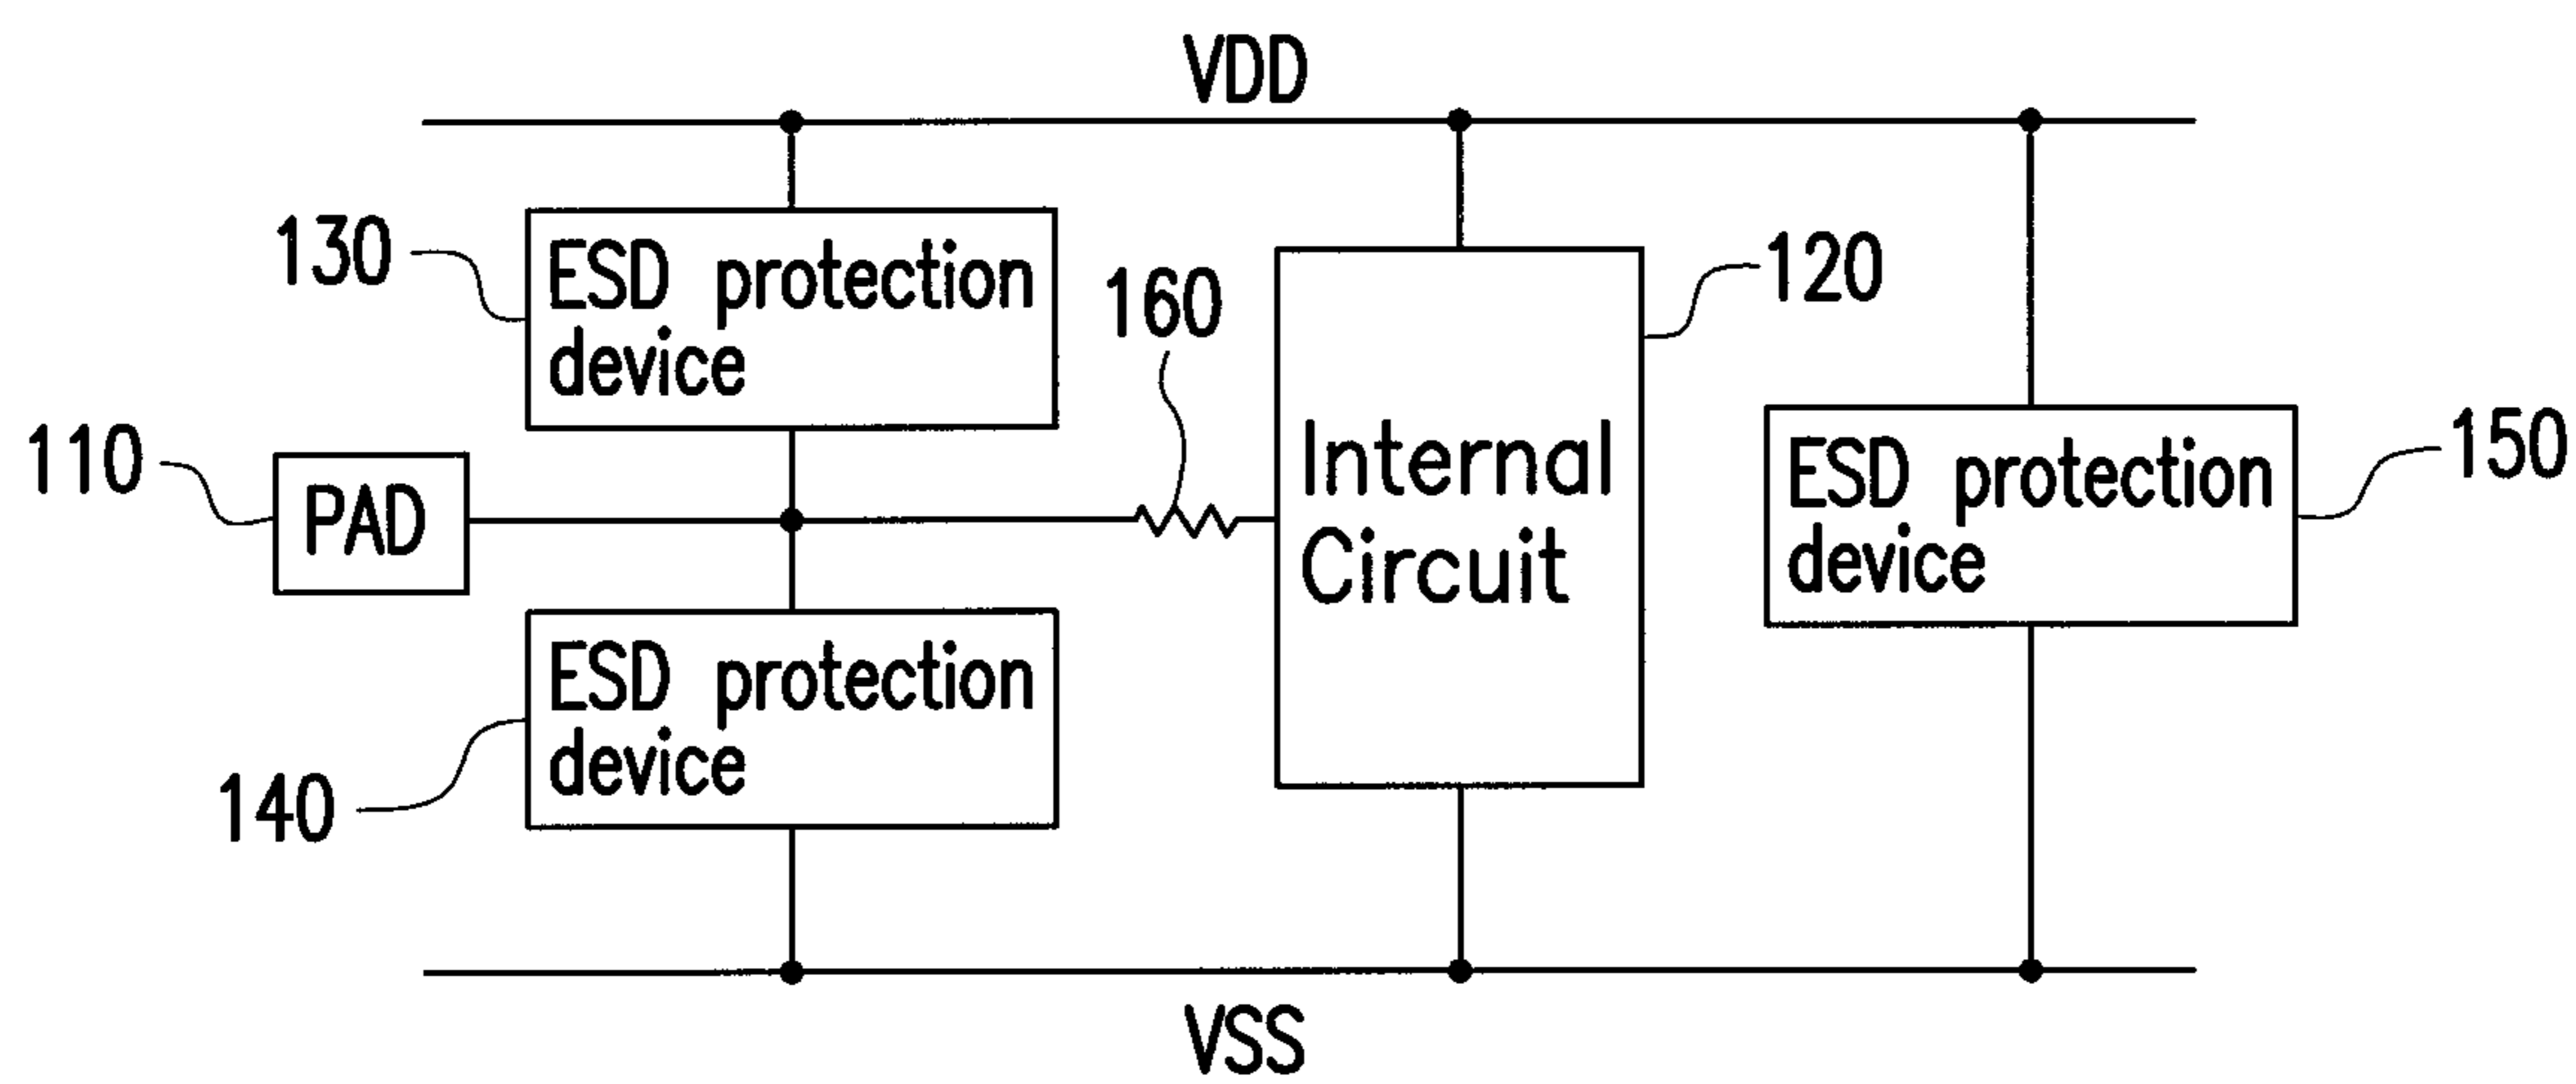 VDD
130
ESD protection
device
160
120
110
PAD
Internal
Circuit
ESD protection
device
150
ESD protection
device
140
VSS